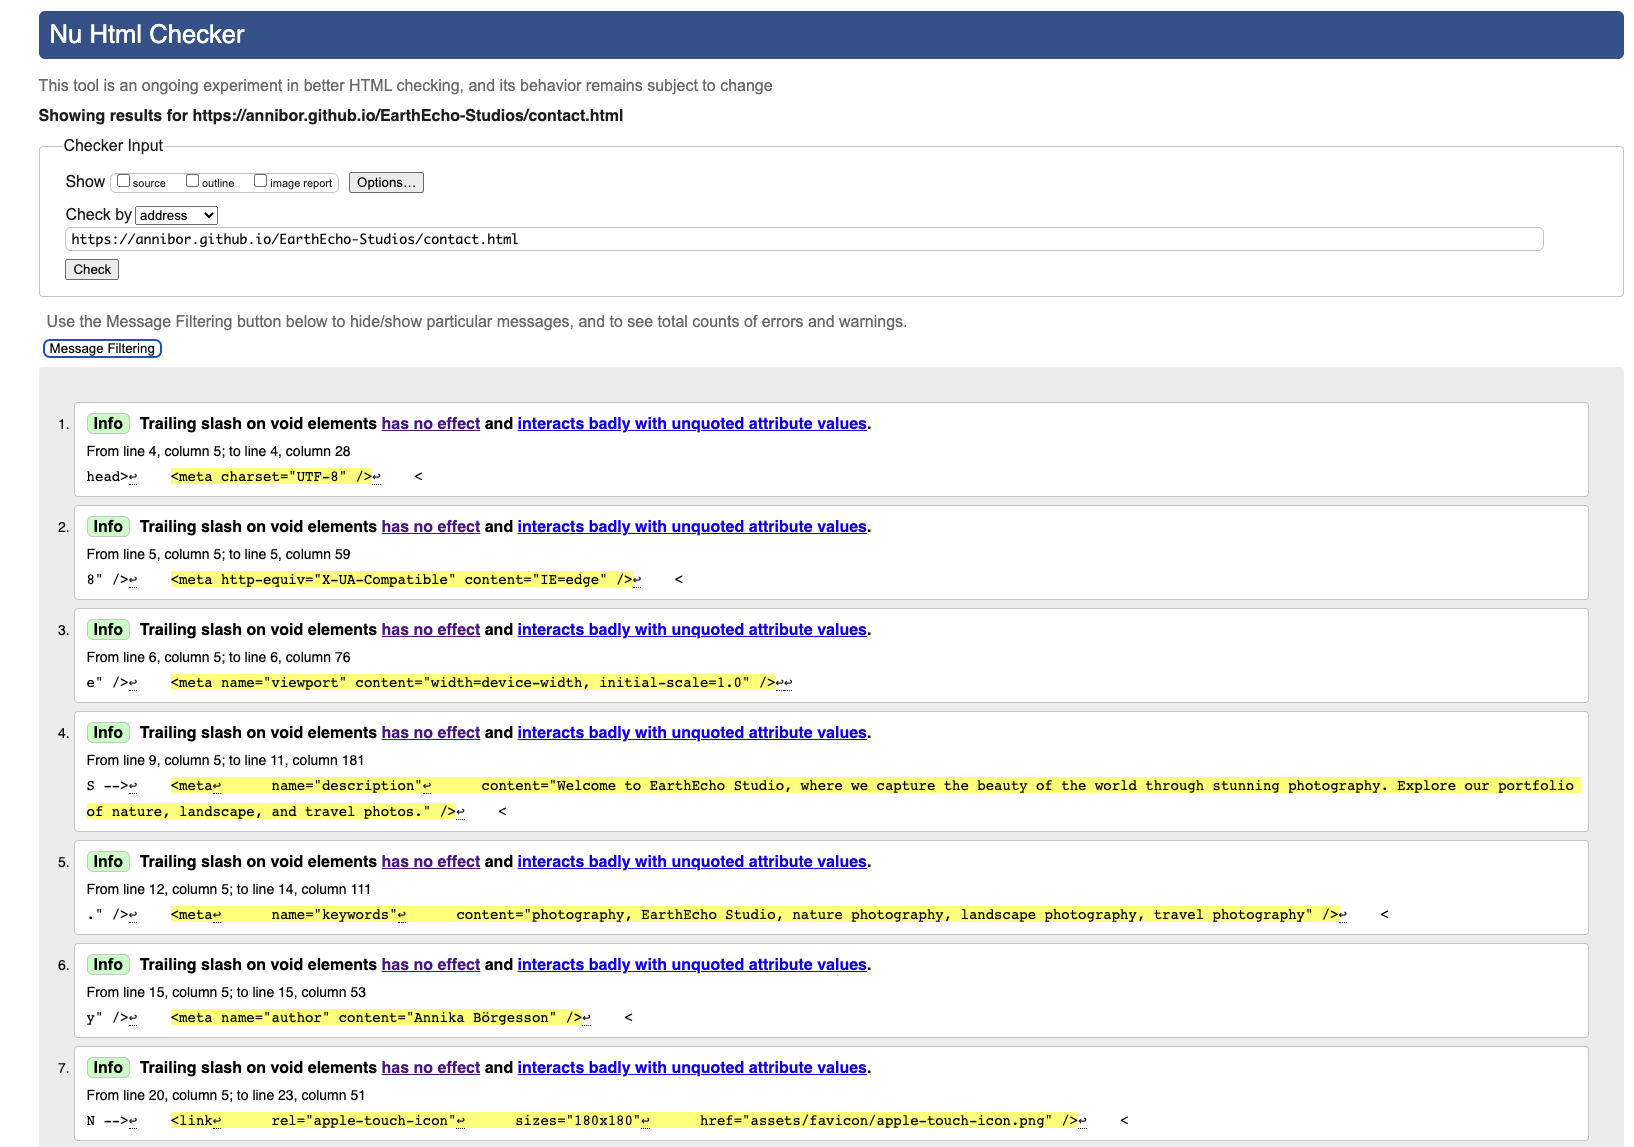 Nu Html Checker
This tool is an ongoing experiment in better HTML checking, and its behavior remains subject to change
Showing results for https://annibor.github.io/EarthEcho-Studios/contact.html
Checker Input
Show source outline image report Options...
Check by address
https://annibor.github.io/EarthEcho-Studios/contact.html
Check
Use the Message Filtering button below to hide/show particular messages, and to see total counts of errors and warnings.
Message Filtering
1. Info Trailing slash on void elements has no effect and interacts badly with unquoted attribute values.
From line 4, column 5; to line 4, column 28
head>↩ <meta charset="UTF-8" />↩ <
2. Info Trailing slash on void elements has no effect and interacts badly with unquoted attribute values.
From line 5, column 5; to line 5, column 59
8" />↩ <meta http-equiv="X-UA-Compatible" content="IE=edge" />↩ <
3. Info Trailing slash on void elements has no effect and interacts badly with unquoted attribute values.
From line 6, column 5; to line 6, column 76
e" />↩ <meta name="viewport" content="width=device-width, initial-scale=1.0" />↩↩
4. Info Trailing slash on void elements has no effect and interacts badly with unquoted attribute values.
From line 9, column 5; to line 11, column 181
S -->↩ <meta↩ name="description"↩ content="Welcome to EarthEcho Studio, where we capture the beauty of the world through stunning photography. Explore our portfolio
of nature, landscape, and travel photos." />↩ <
5. Info Trailing slash on void elements has no effect and interacts badly with unquoted attribute values.
From line 12, column 5; to line 14, column 111
." />↩ <meta↩ name="keywords"↩ content="photography, EarthEcho Studio, nature photography, landscape photography, travel photography" />↩ <
6. Info Trailing slash on void elements has no effect and interacts badly with unquoted attribute values.
From line 15, column 5; to line 15, column 53
y" />↩ <meta name="author" content="Annika Börgesson" />↩ <
7. Info Trailing slash on void elements has no effect and interacts badly with unquoted attribute values.
From line 20, column 5; to line 23, column 51
N -->↩ <link↩ rel="apple-touch-icon"↩ sizes="180x180"↩ href="assets/favicon/apple-touch-icon.png" />↩ <